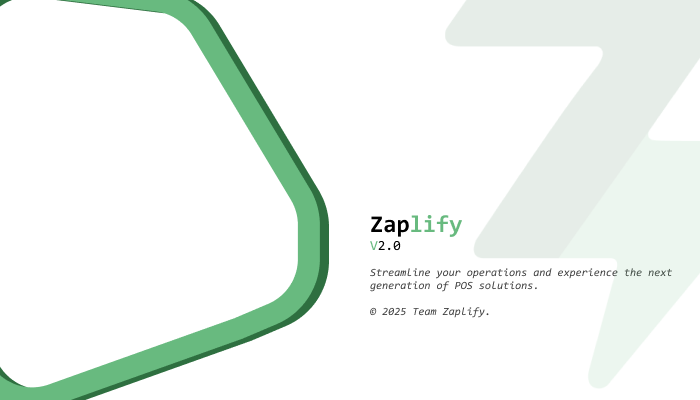 Zaplify
V2.0
Streamline your operations and experience the next
generation of POS solutions.
© 2025 Team Zaplify.